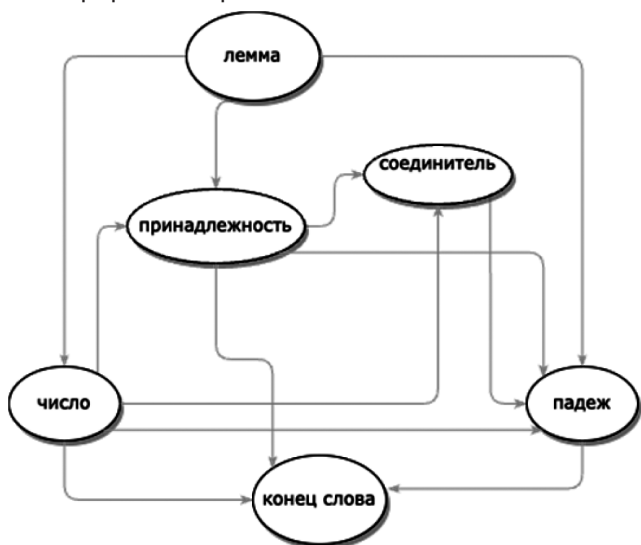 лемма
соединитель
принадлежность
число
падеж
конец слова